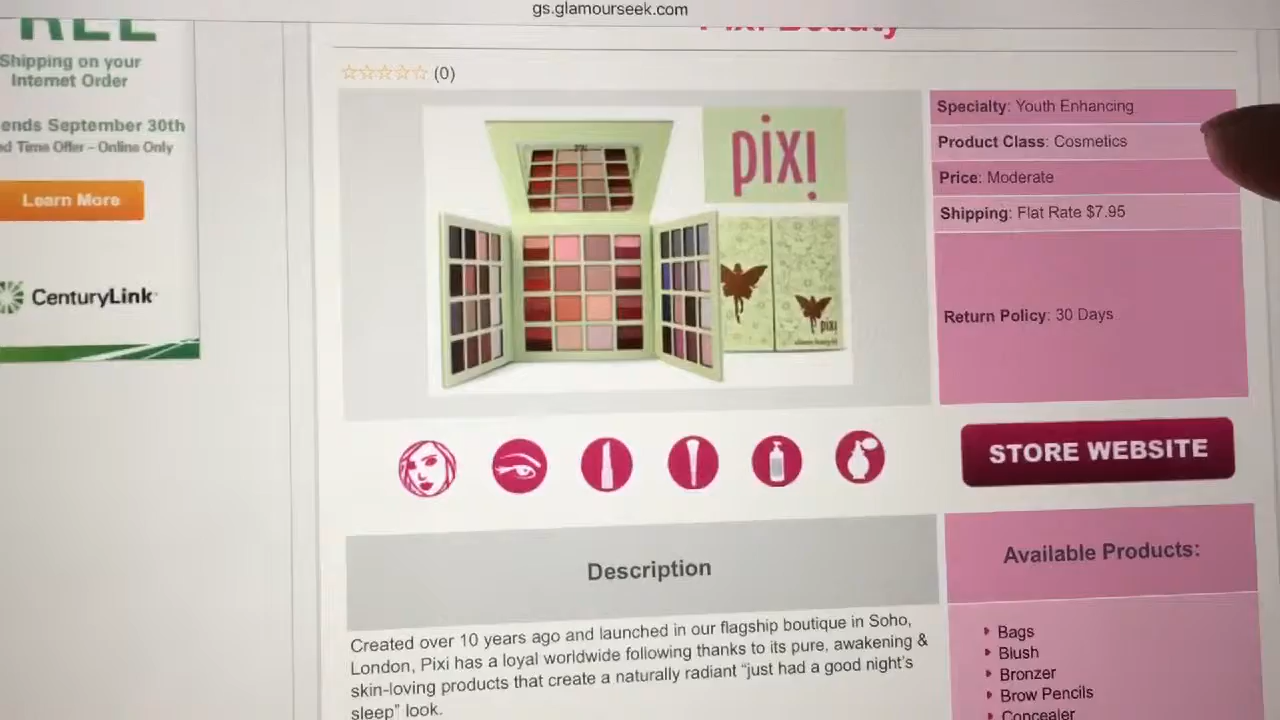 gs.glamourseek.com
Pixi Beauty
FREE
Shipping on your
Internet Order
ends September 30th
ed Time Offer – Online Only
Learn More
CenturyLink
(0)
pixi
pixi
Specialty: Youth Enhancing
Product Class: Cosmetics
Price: Moderate
Shipping: Flat Rate $7.95
Return Policy: 30 Days
STORE WEBSITE
Description
Created over 10 years ago and launched in our flagship boutique in Soho,
London, Pixi has a loyal worldwide following thanks to its pure, awakening &
skin-loving products that create a naturally radiant “just had a good night's
sleep” look.
Available Products:
Bags
Blush
Bronzer
Brow Pencils
Concealer